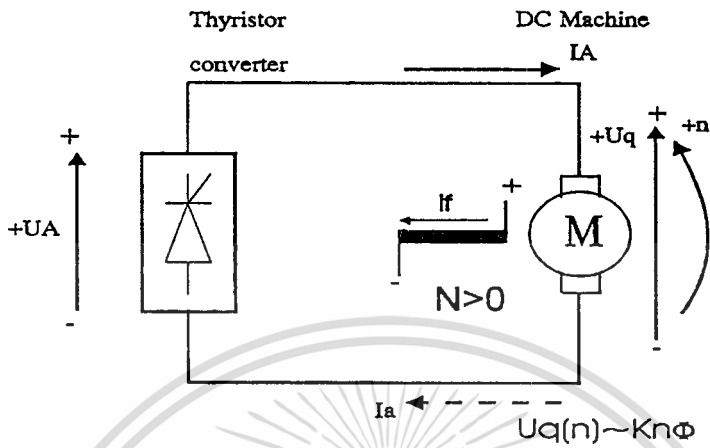 Thyristor
converter
DC Machine
IA
+
+UA
-
If
+
-
N>0
+Uq
M
+
+n
-
Ia
Uq(n)~KnΦ